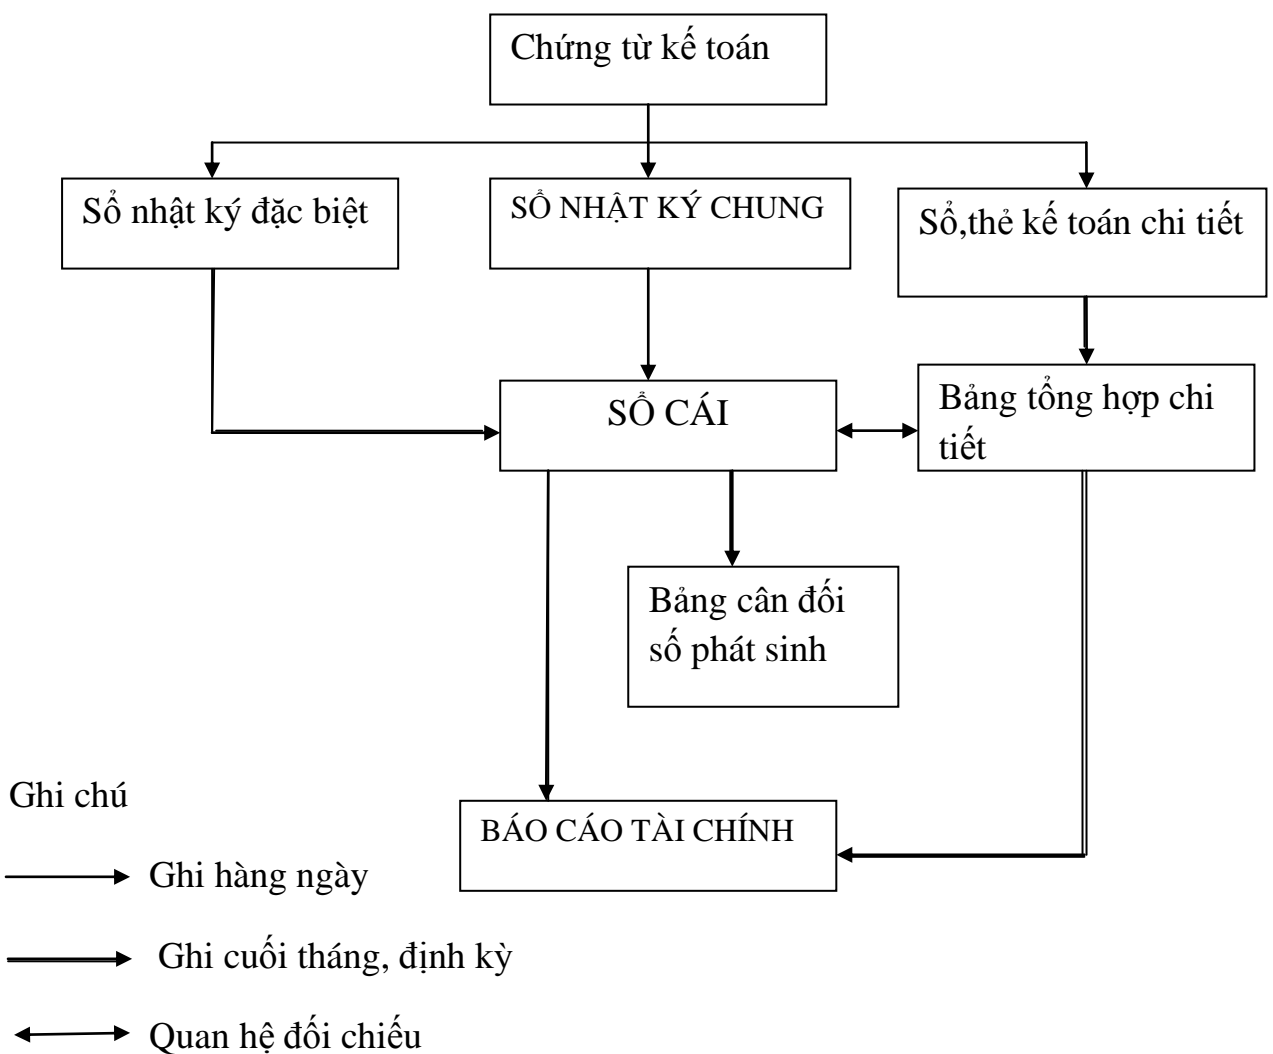 Chứng từ kế toán
Sổ nhật ký đặc biệt
SỔ NHẬT KÝ CHUNG
Sổ,thẻ kế toán chi tiết
SỔ CÁI
Bảng tổng hợp chi
tiết
Bảng cân đối
số phát sinh
BÁO CÁO TÀI CHÍNH
Ghi chú
Ghi hàng ngày
Ghi cuối tháng, định kỳ
Quan hệ đối chiếu